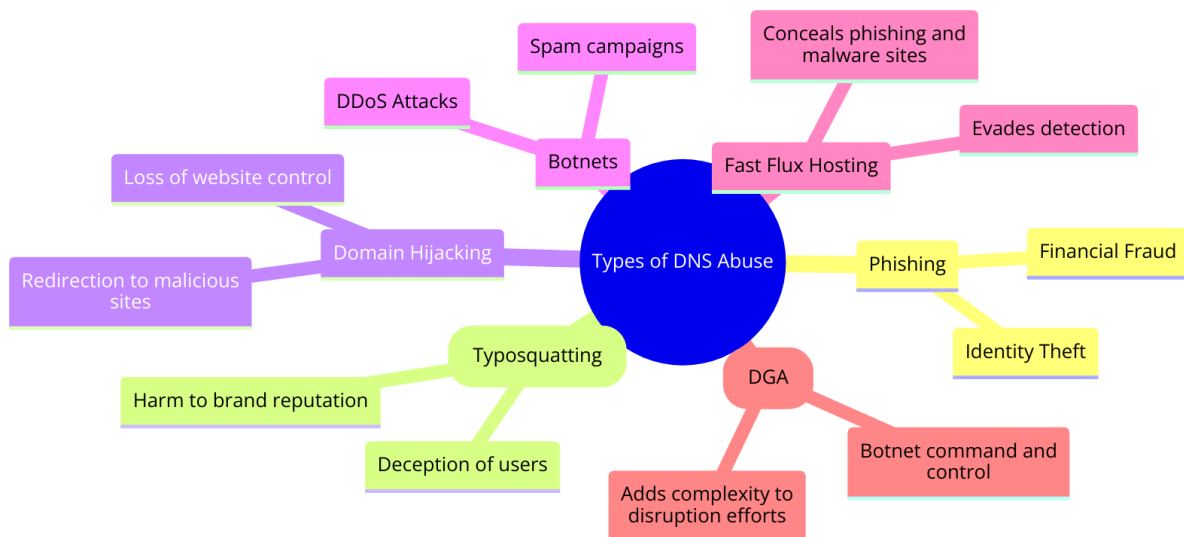 Types of DNS Abuse
Phishing
Financial Fraud
Identity Theft
DGA
Botnet command and
control
Adds complexity to
disruption efforts
Typosquatting
Deception of users
Harm to brand reputation
Domain Hijacking
Redirection to malicious
sites
Loss of website control
Botnets
DDoS Attacks
Spam campaigns
Fast Flux Hosting
Conceals phishing and
malware sites
Evades detection